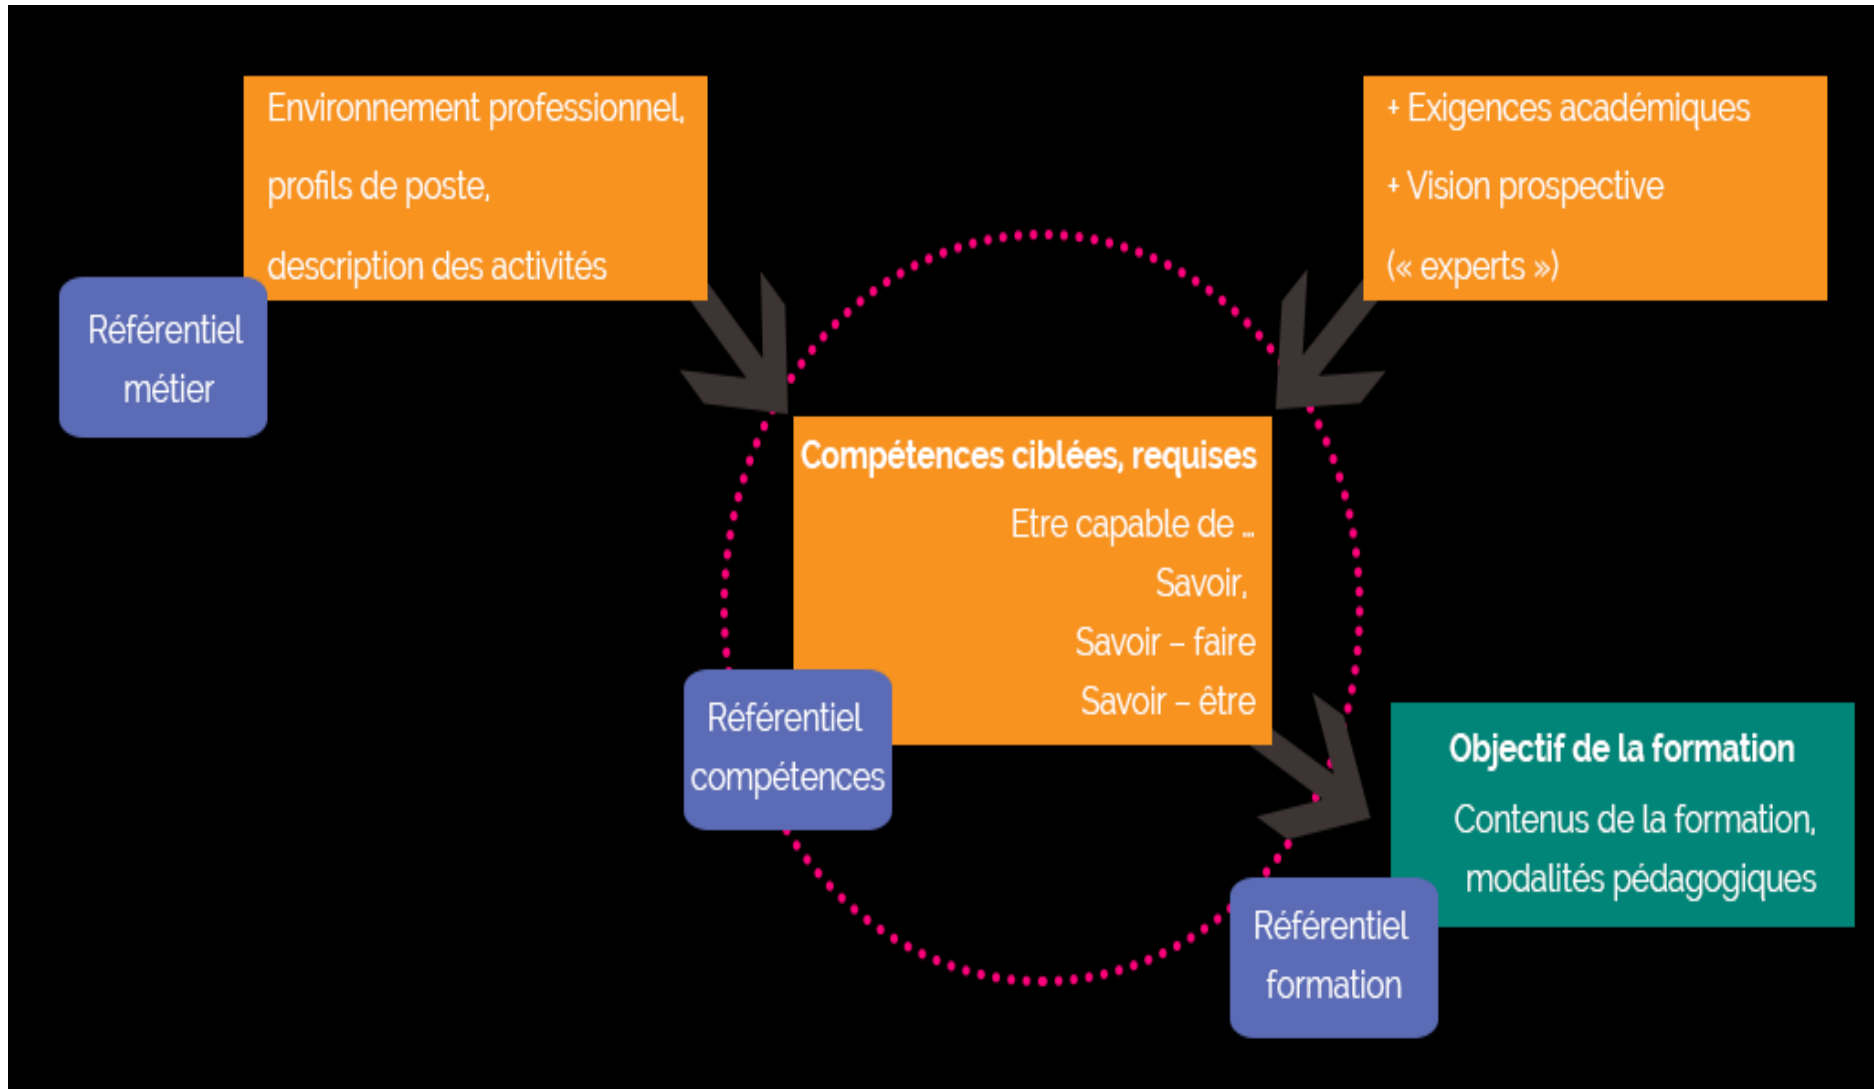 Environnement professionnel,
profils de poste,
description des activités
Référentiel
métier
+ Exigences académiques
+ Vision prospective
(« experts »)
Compétences ciblées, requises
Etre capable de ...
Savoir,
Savoir – faire
Savoir – être
Référentiel
compétences
Objectif de la formation
Contenus de la formation,
modalités pédagogiques
Référentiel
formation